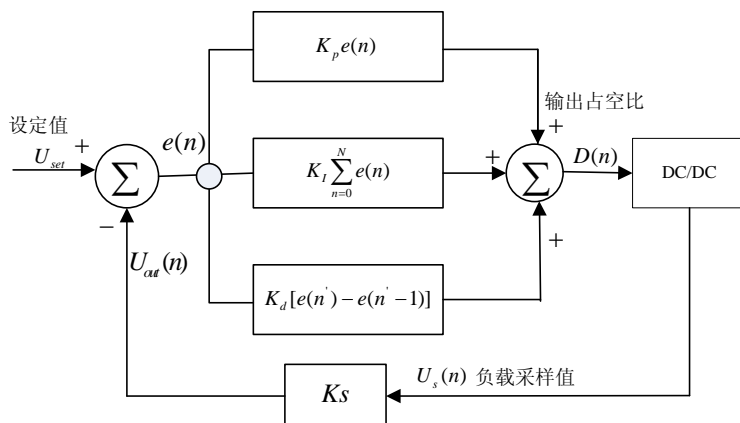 K_p e(n)
输出占空比
设定值
+
U_set
e(n)
∑
−
K_I ∑_{n=0}^{N} e(n)
+
+
∑
+
D(n)
DC/DC
U_out(n)
K_d [e(n') − e(n' −1)]
Ks
U_s(n) 负载采样值